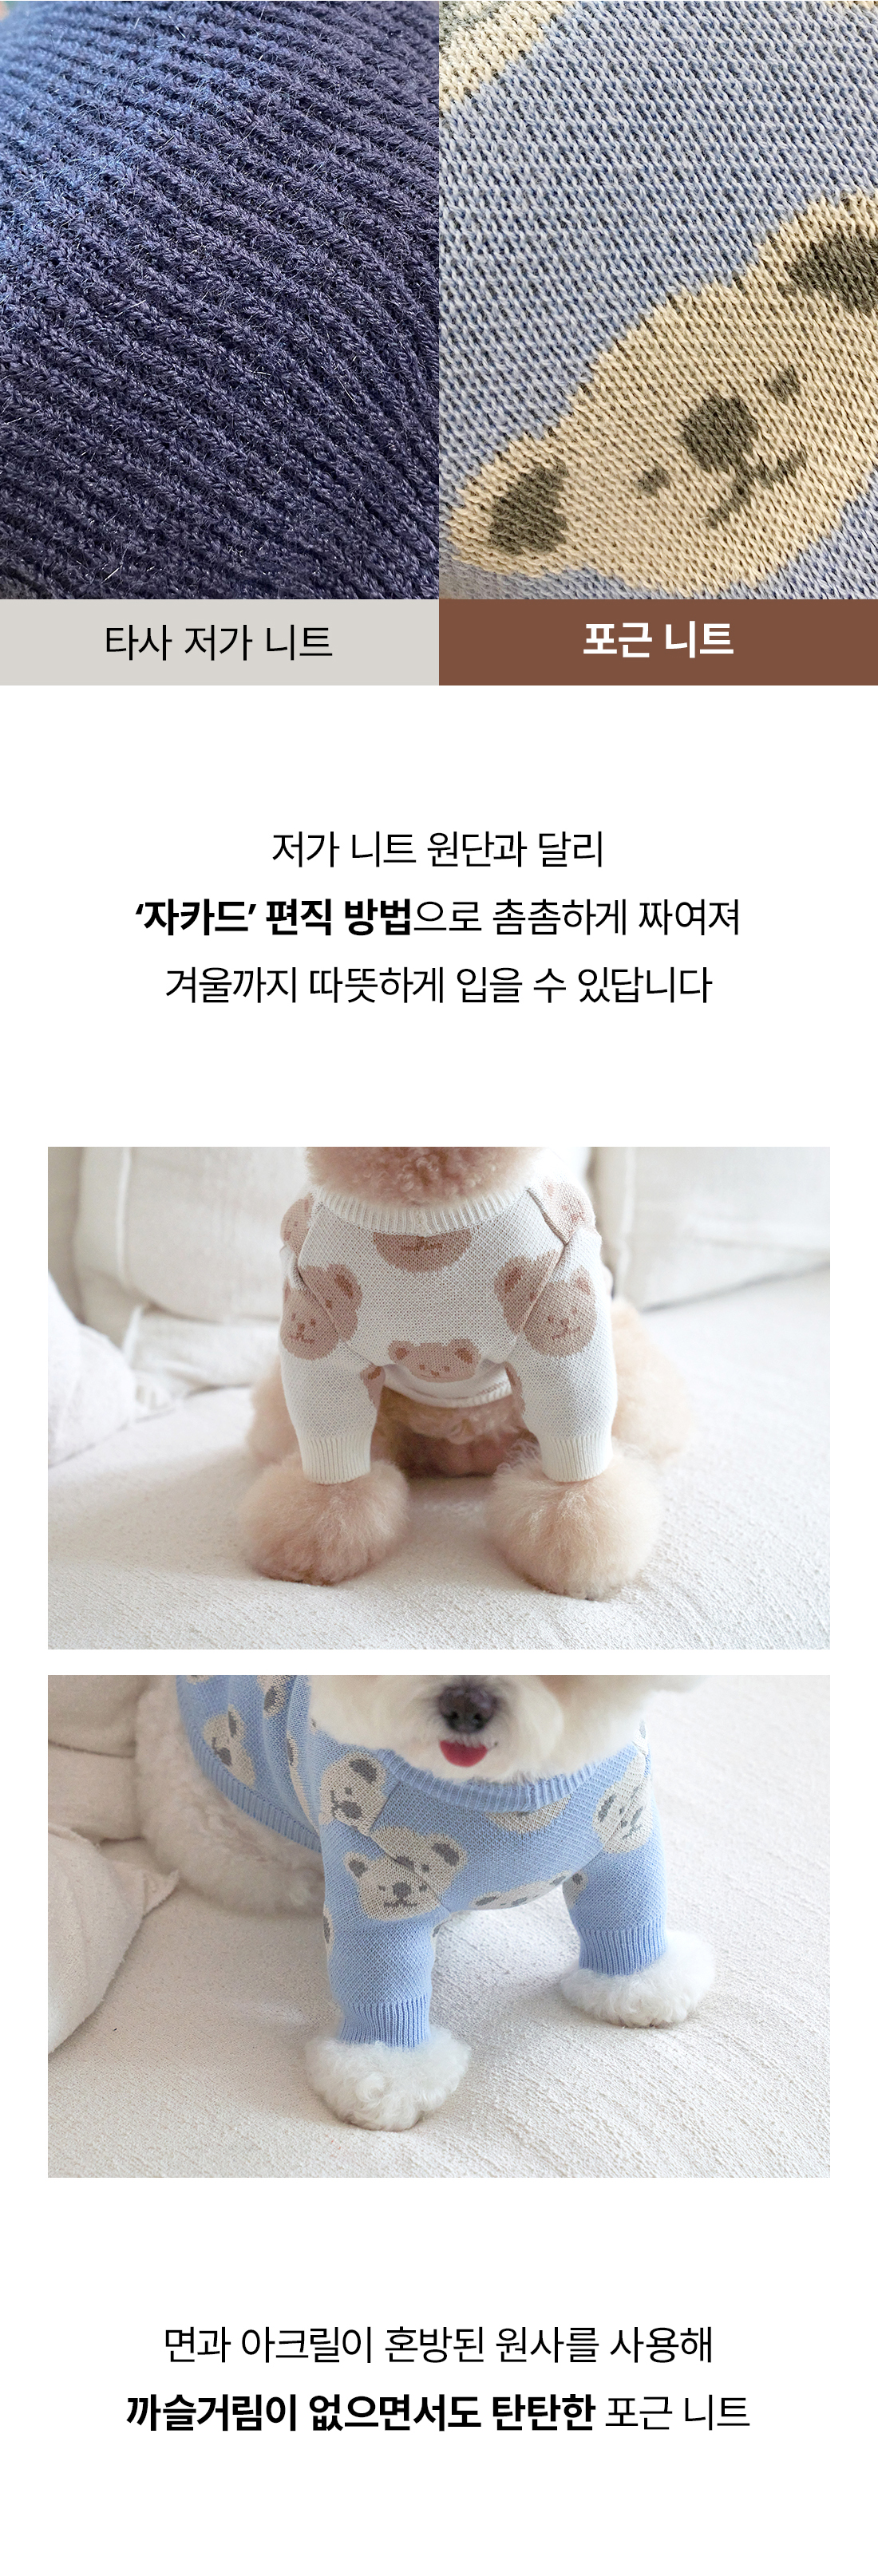 타사 저가 니트
포근 니트
저가 니트 원단과 달리
‘자카드’ 편직 방법으로 촘촘하게 짜여져
겨울까지 따뜻하게 입을 수 있답니다
면과 아크릴이 혼방된 원사를 사용해
까슬거림이 없으면서도 탄탄한 포근 니트